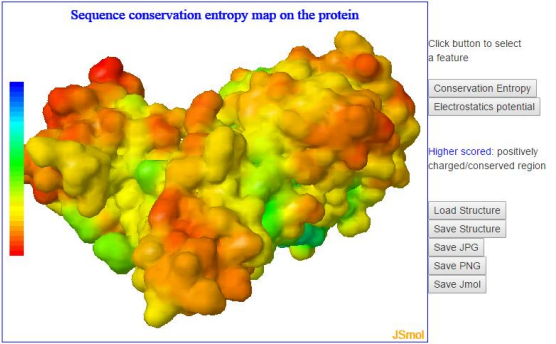 Sequence conservation entropy map on the protein
Click button to select
a feature
Conservation Entropy
Electrostatics potential
Higher scored: positively
charged/conserved region
Load Structure
Save Structure
Save JPG
Save PNG
Save Jmol
JSmol